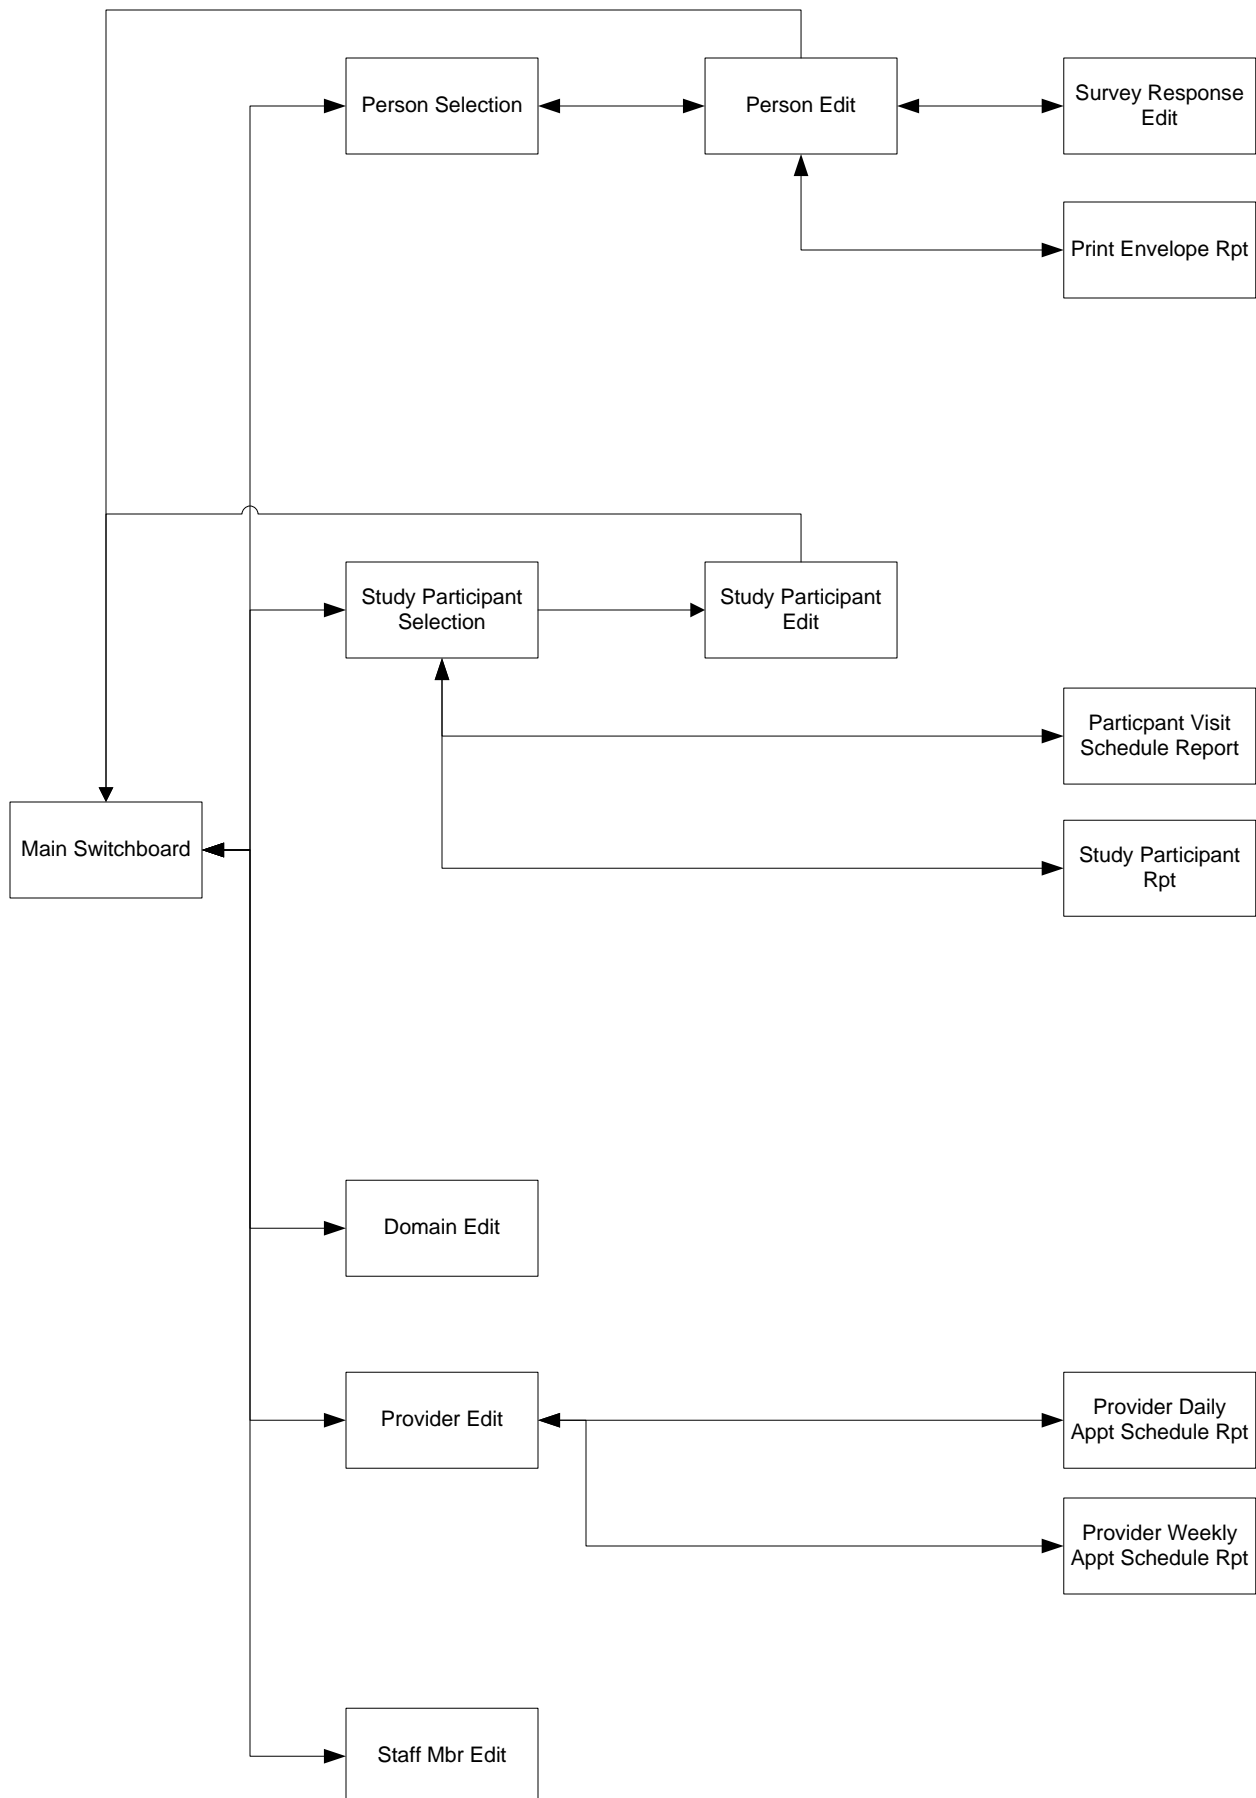 Person Selection
Person Edit
Survey Response
Edit
Print Envelope Rpt
Study Participant
Selection
Study Participant
Edit
Particpant Visit
Schedule Report
Main Switchboard
Study Participant
Rpt
Domain Edit
Provider Edit
Provider Daily
Appt Schedule Rpt
Provider Weekly
Appt Schedule Rpt
Staff Mbr Edit